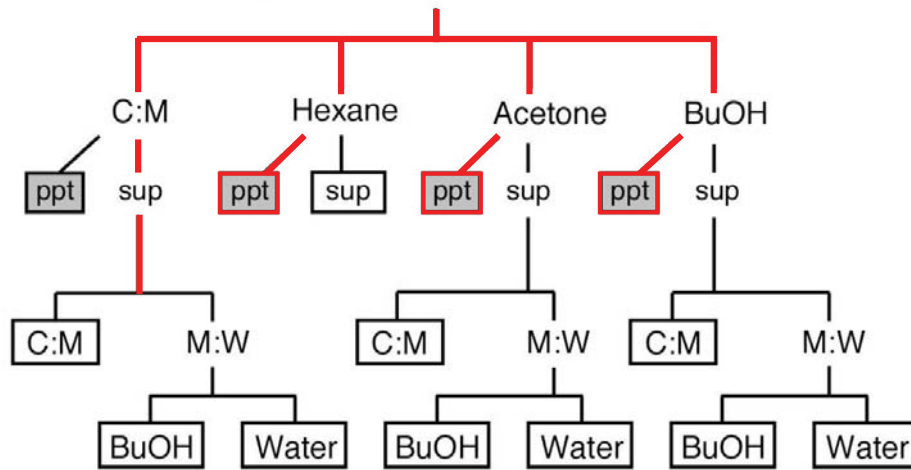 C:M Hexane Acetone BuOH
ppt sup ppt sup ppt sup ppt sup
C:M M:W C:M M:W C:M M:W
BuOH Water BuOH Water BuOH Water